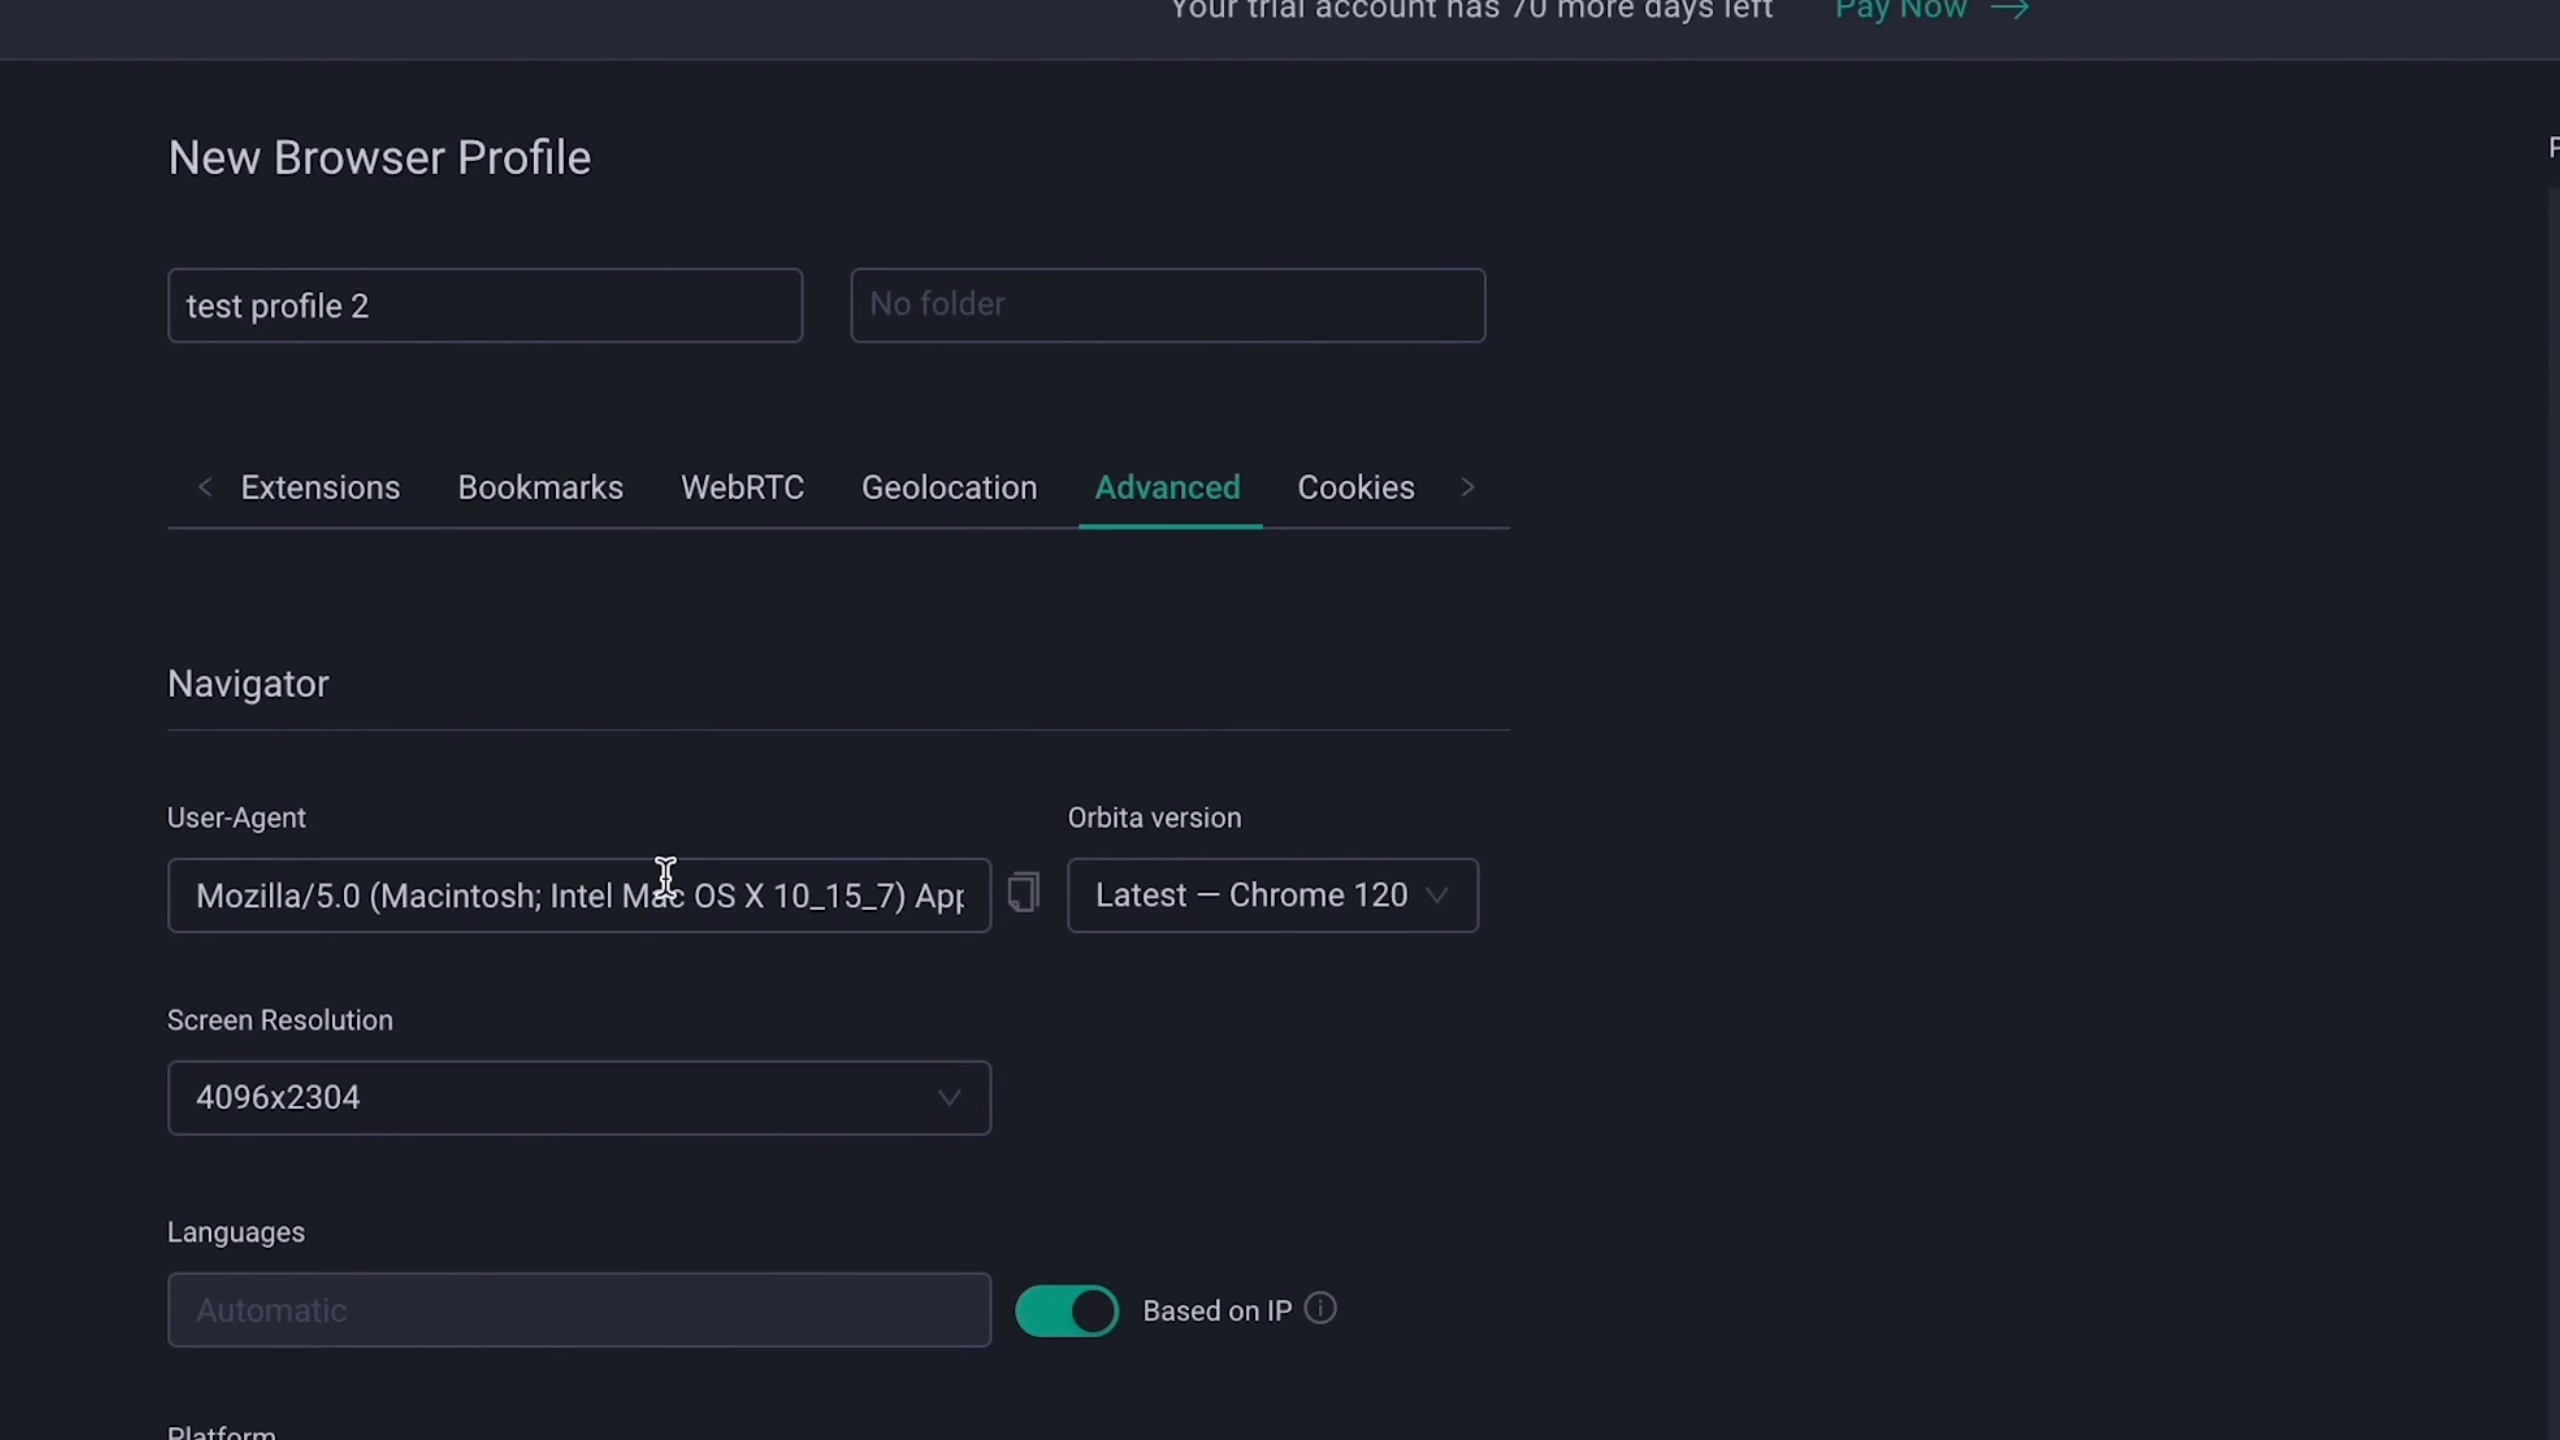 Your trial account has 70 more days left Pay Now →
New Browser Profile
test profile 2 No folder
< Extensions Bookmarks WebRTC Geolocation Advanced Cookies >
Navigator
User-Agent Orbita version
Mozilla/5.0 (Macintosh; Intel Mac OS X 10_15_7) App Latest — Chrome 120
Screen Resolution
4096x2304
Languages
Automatic Based on IP
Platform